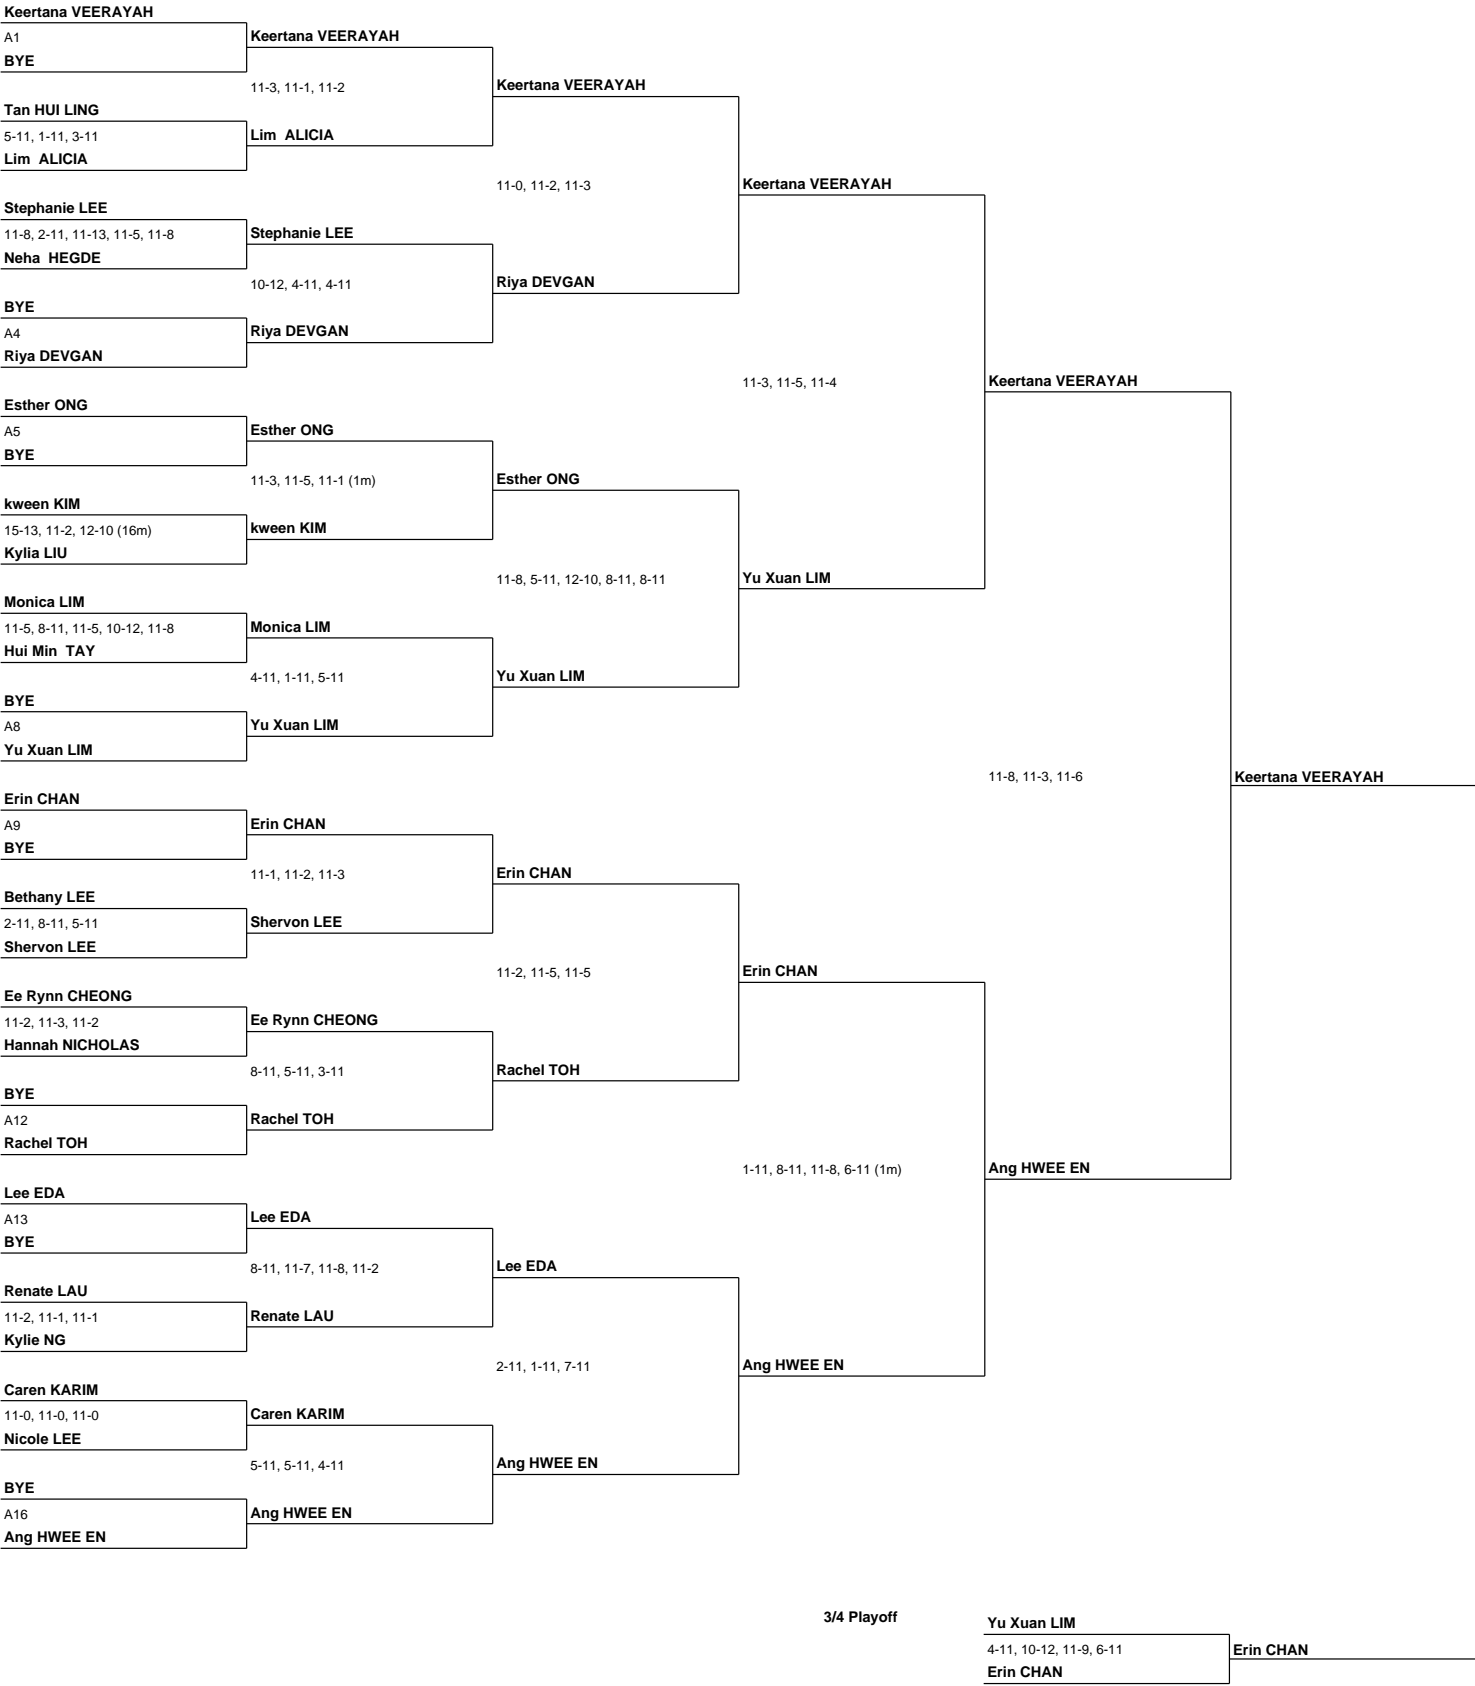 Keertana VEERAYAH
A1
BYE
Tan HUI LING
5-11, 1-11, 3-11
Lim  ALICIA
Stephanie LEE
11-8, 2-11, 11-13, 11-5, 11-8
Neha  HEGDE
BYE
A4
Riya DEVGAN
Esther ONG
A5
BYE
kween KIM
15-13, 11-2, 12-10 (16m)
Kylia LIU
Monica LIM
11-5, 8-11, 11-5, 10-12, 11-8
Hui Min  TAY
BYE
A8
Yu Xuan LIM
Erin CHAN
A9
BYE
Bethany LEE
2-11, 8-11, 5-11
Shervon LEE
Ee Rynn CHEONG
11-2, 11-3, 11-2
Hannah NICHOLAS
BYE
A12
Rachel TOH
Lee EDA
A13
BYE
Renate LAU
11-2, 11-1, 11-1
Kylie NG
Caren KARIM
11-0, 11-0, 11-0
Nicole LEE
BYE
A16
Ang HWEE EN
Keertana VEERAYAH
11-3, 11-1, 11-2
Lim  ALICIA
Stephanie LEE
10-12, 4-11, 4-11
Riya DEVGAN
Esther ONG
11-3, 11-5, 11-1 (1m)
kween KIM
Monica LIM
4-11, 1-11, 5-11
Yu Xuan LIM
Erin CHAN
11-1, 11-2, 11-3
Shervon LEE
Ee Rynn CHEONG
8-11, 5-11, 3-11
Rachel TOH
Lee EDA
8-11, 11-7, 11-8, 11-2
Renate LAU
Caren KARIM
5-11, 5-11, 4-11
Ang HWEE EN
Keertana VEERAYAH
11-0, 11-2, 11-3
Riya DEVGAN
Esther ONG
11-8, 5-11, 12-10, 8-11, 8-11
Yu Xuan LIM
Erin CHAN
11-2, 11-5, 11-5
Rachel TOH
Lee EDA
2-11, 1-11, 7-11
Ang HWEE EN
Keertana VEERAYAH
11-3, 11-5, 11-4
Yu Xuan LIM
Erin CHAN
1-11, 8-11, 11-8, 6-11 (1m)
Ang HWEE EN
Keertana VEERAYAH
11-8, 11-3, 11-6
Ang HWEE EN
Keertana VEERAYAH
3/4 Playoff
Yu Xuan LIM
4-11, 10-12, 11-9, 6-11
Erin CHAN
Erin CHAN